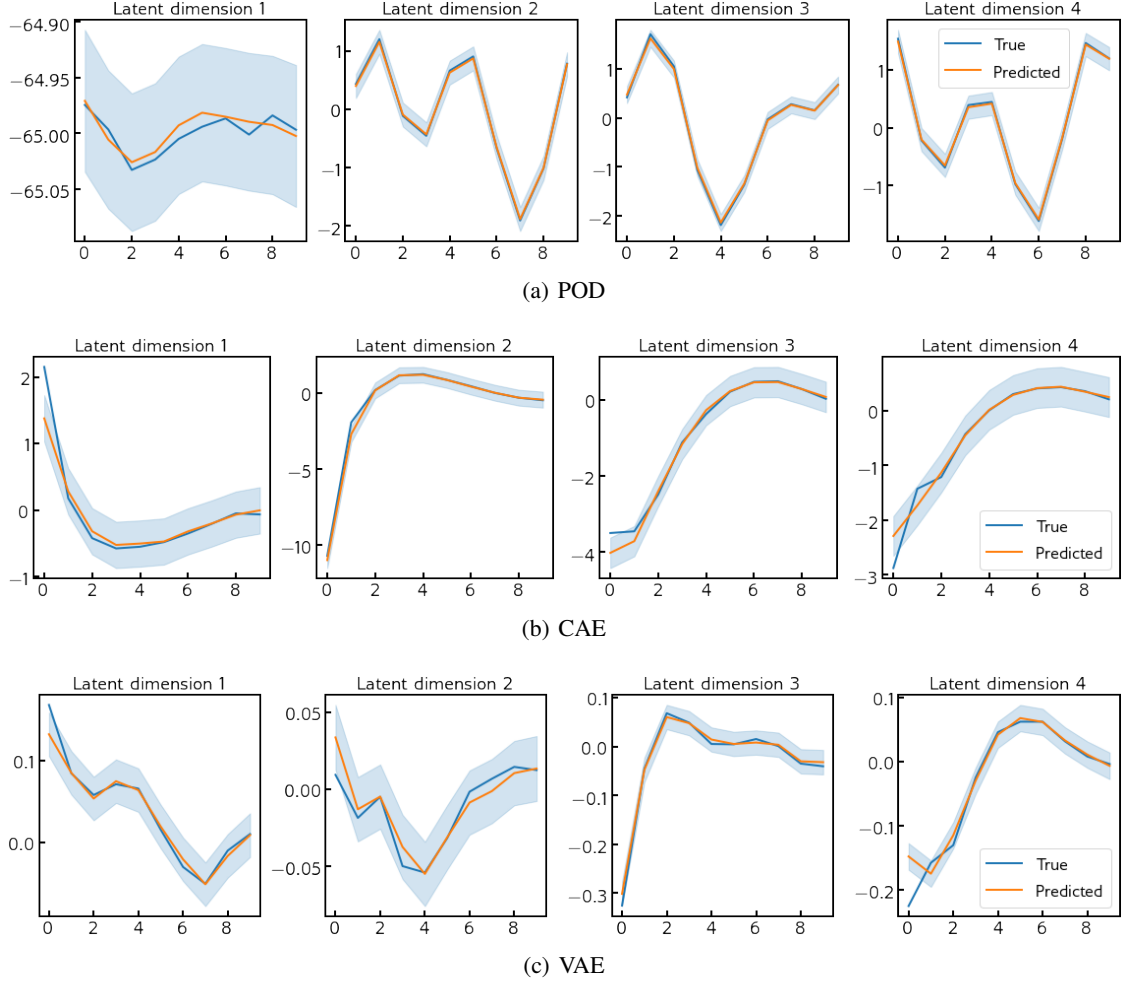 Latent dimension 1 Latent dimension 2 Latent dimension 3 Latent dimension 4
−64.90
−64.95
−65.00
−65.05
0 2 4 6 8
1
0
−1
−2
0 2 4 6 8
1
0
−1
−2
0 2 4 6 8
1
0
−1
0 2 4 6 8
True
Predicted
(a) POD
Latent dimension 1 Latent dimension 2 Latent dimension 3 Latent dimension 4
2
1
0
−1
0 2 4 6 8
0
−5
−10
0 2 4 6 8
0
−2
−4
0 2 4 6 8
0
−1
−2
−3
0 2 4 6 8
True
Predicted
(b) CAE
Latent dimension 1 Latent dimension 2 Latent dimension 3 Latent dimension 4
0.1
0.0
0 2 4 6 8
0.05
0.00
−0.05
0 2 4 6 8
0.1
0.0
−0.1
−0.2
−0.3
0 2 4 6 8
0.1
0.0
−0.1
−0.2
0 2 4 6 8
True
Predicted
(c) VAE